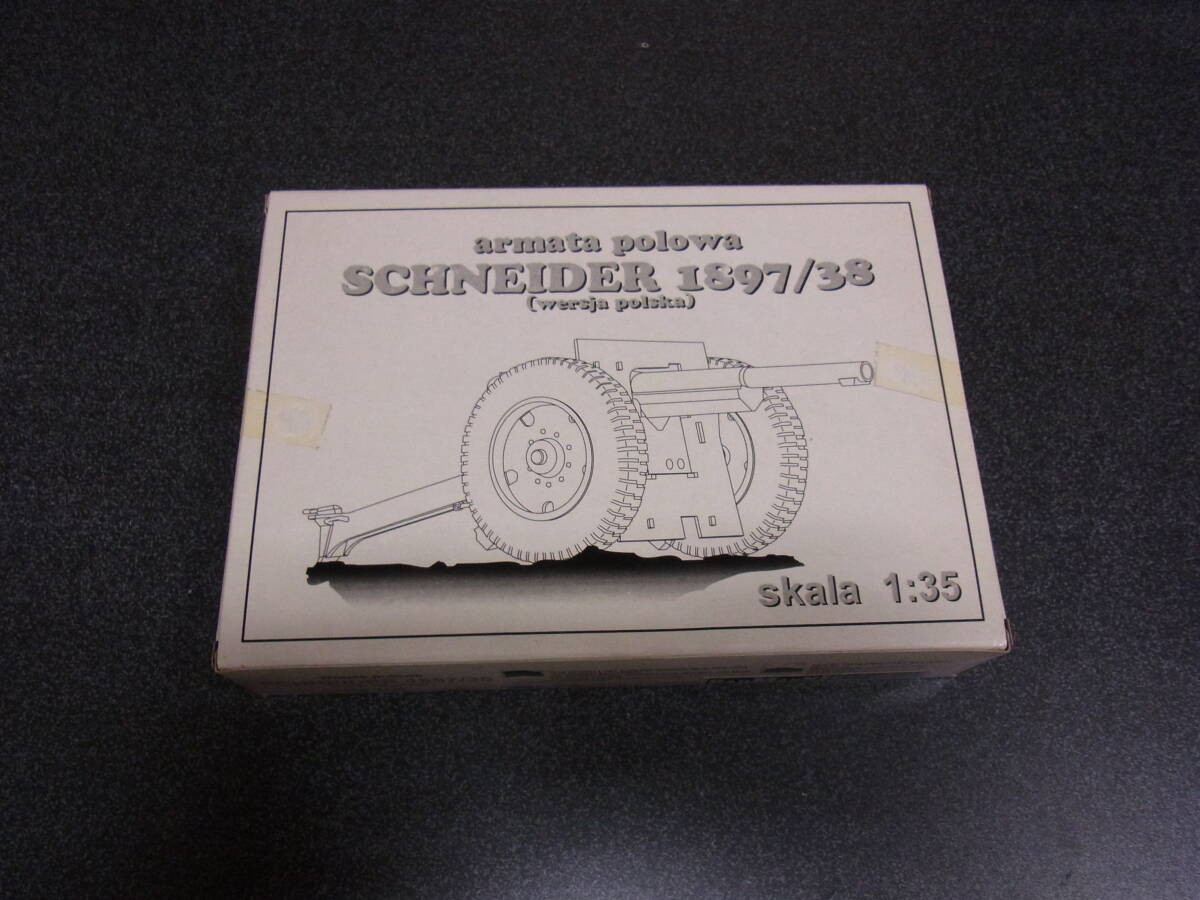 armata polowa
SCHNEIDER 1897/38
(wersja polska)
skala 1:35